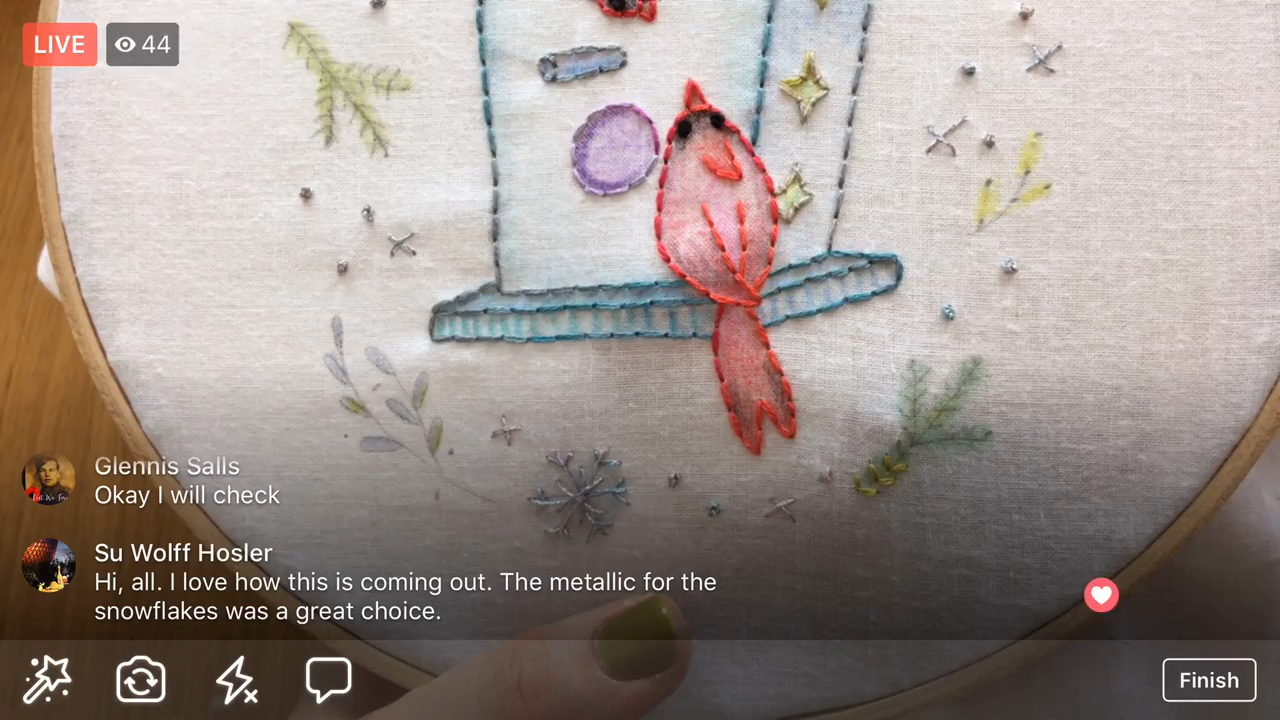 LIVE
44
Glennis Salls
Okay I will check
Su Wolff Hosler
Hi, all. I love how this is coming out. The metallic for the
snowflakes was a great choice.
Finish